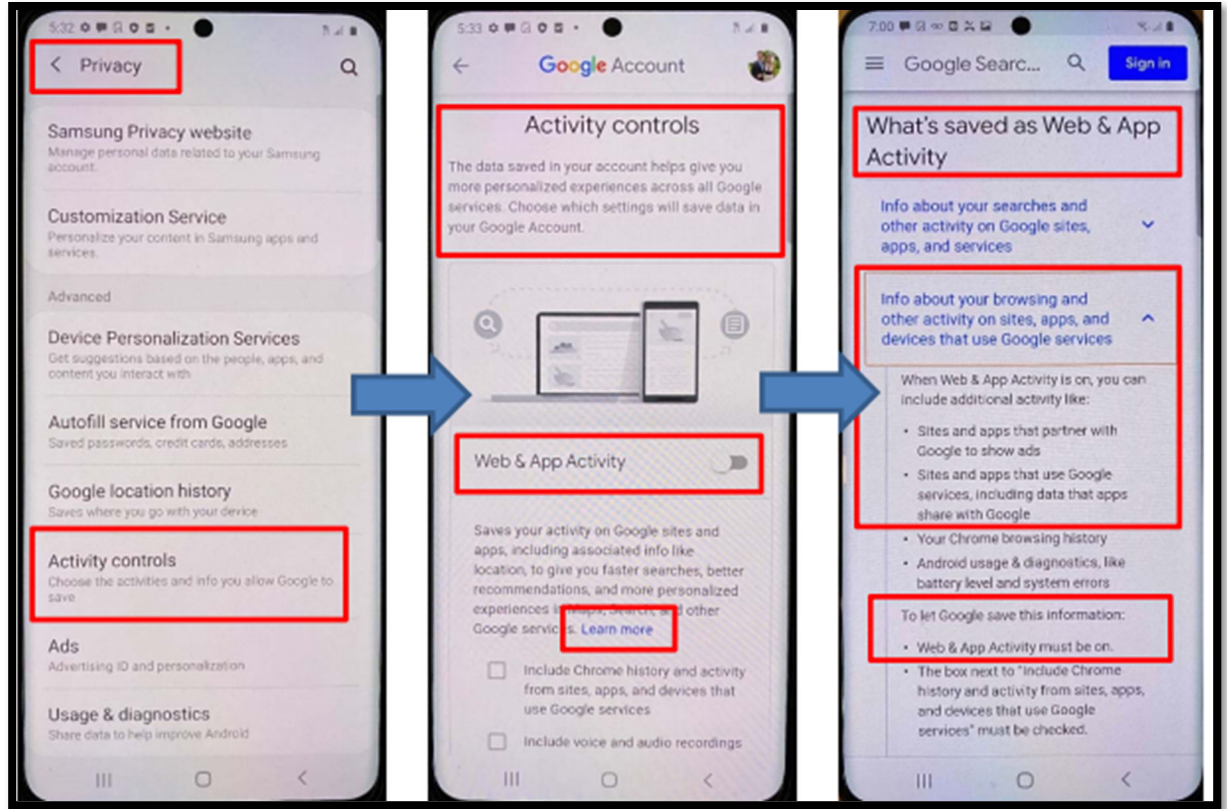 5:32
Privacy
Samsung Privacy website
Manage personal data related to your Samsung
account.
Customization Service
Personalize your content in Samsung apps and
services.
Advanced
Device Personalization Services
Get suggestions based on the people, apps, and
content you interact with
Autofill service from Google
Saved passwords, credit cards, addresses
Google location history
Saves where you go with your device
Activity controls
Choose the activities and info you allow Google to
save
Ads
Advertising ID and personalization
Usage & diagnostics
Share data to help improve Android
5:33
Google Account
Activity controls
The data saved in your account helps give you
more personalized experiences across all Google
services. Choose which settings will save data in
your Google Account.
Web & App Activity
Saves your activity on Google sites and
apps, including associated info like
location, to give you faster searches, better
recommendations, and more personalized
experiences in Maps, Search, and other
Google services. Learn more
Include Chrome history and activity
from sites, apps, and devices that
use Google services
Include voice and audio recordings
7:00
Google Searc...
Sign in
What's saved as Web & App
Activity
Info about your searches and
other activity on Google sites,
apps, and services
Info about your browsing and
other activity on sites, apps, and
devices that use Google services
When Web & App Activity is on, you can
include additional activity like:
• Sites and apps that partner with
Google to show ads
• Sites and apps that use Google
services, including data that apps
share with Google
• Your Chrome browsing history
• Android usage & diagnostics, like
battery level and system errors
To let Google save this information:
• Web & App Activity must be on.
• The box next to "Include Chrome
history and activity from sites, apps,
and devices that use Google
services" must be checked.